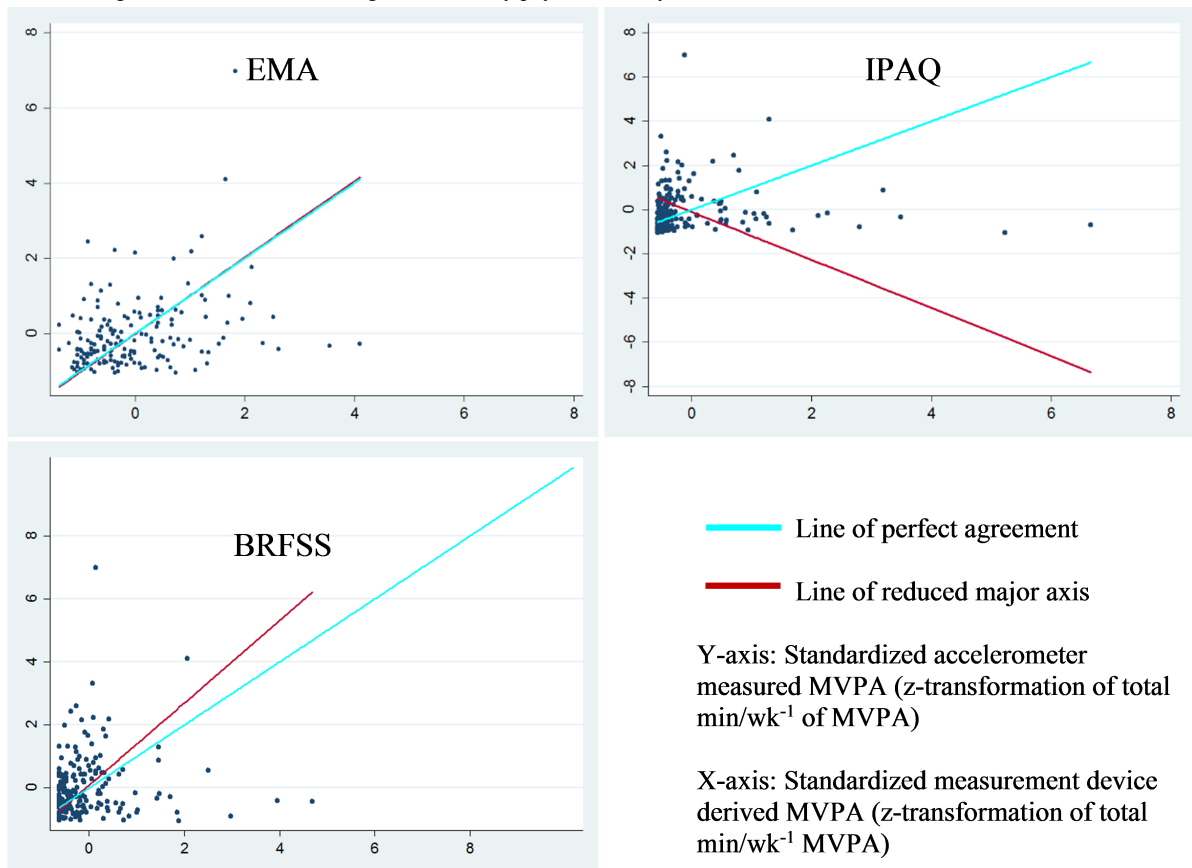 EMA
8
6
4
2
0
0 2 4 6 8
IPAQ
8
6
4
2
0
-2
-4
-6
-8
0 2 4 6 8
BRFSS
8
6
4
2
0
0 2 4 6 8
Line of perfect agreement
Line of reduced major axis
Y-axis: Standardized accelerometer
measured MVPA (z-transformation of total
min/wk⁻¹ of MVPA)
X-axis: Standardized measurement device
derived MVPA (z-transformation of total
min/wk⁻¹ MVPA)